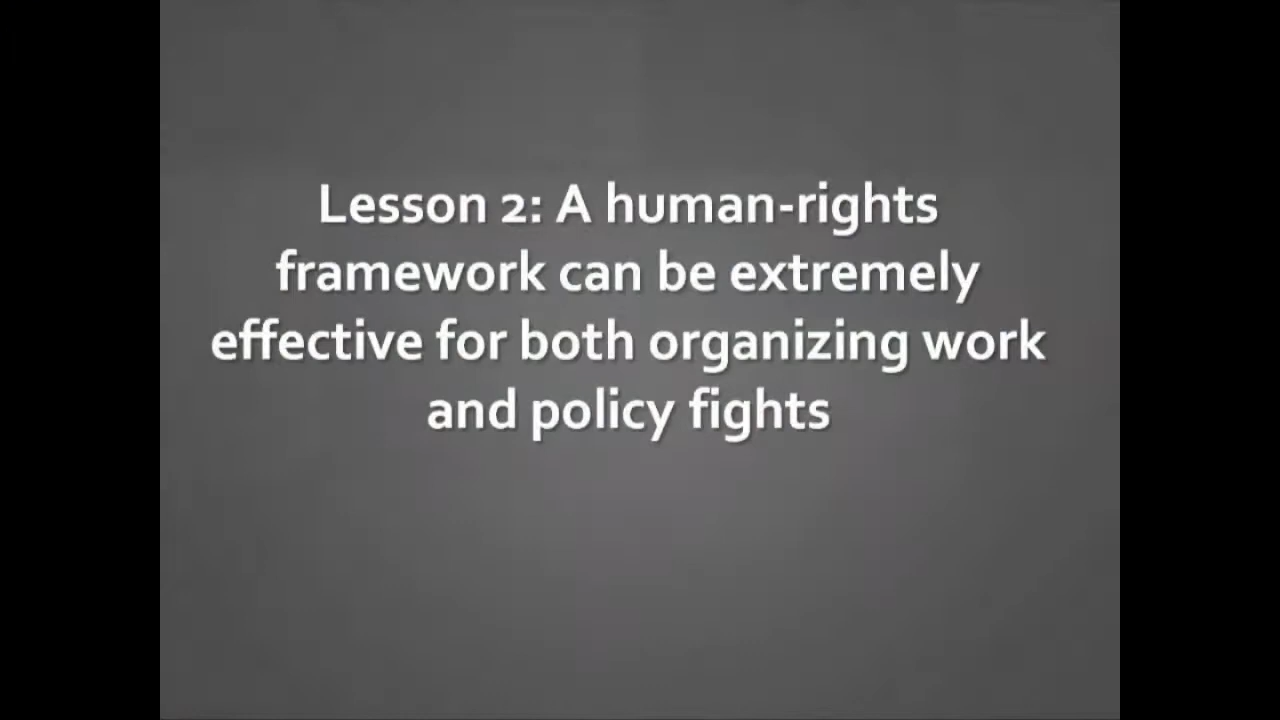 Lesson 2: A human-rights
framework can be extremely
effective for both organizing work
and policy fights